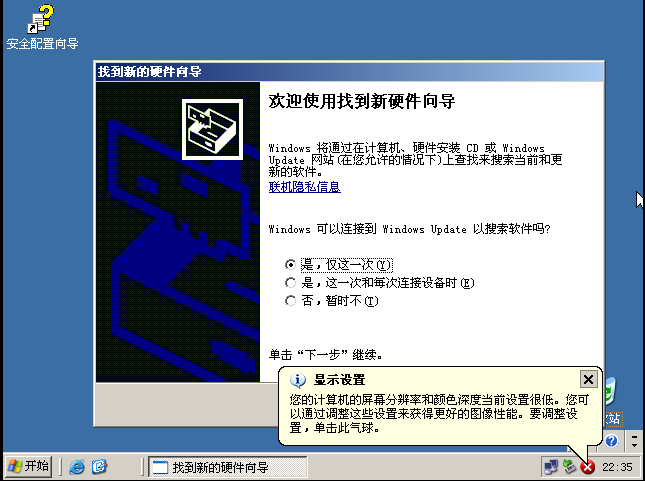 安全配置向导
找到新的硬件向导
欢迎使用找到新硬件向导
Windows 将通过在计算机、硬件安装 CD 或 Windows
Update 网站(在您允许的情况下)上查找来搜索当前和更
新的软件。
联机隐私信息
Windows 可以连接到 Windows Update 以搜索软件吗?
是，仅这一次(Y)
是，这一次和每次连接设备时(E)
否，暂时不(T)
单击“下一步”继续。
显示设置
您的计算机的屏幕分辨率和颜色深度当前设置很低。您可
以通过调整这些设置来获得更好的图像性能。要调整设
置，单击此气球。
站
开始
找到新的硬件向导
22:35